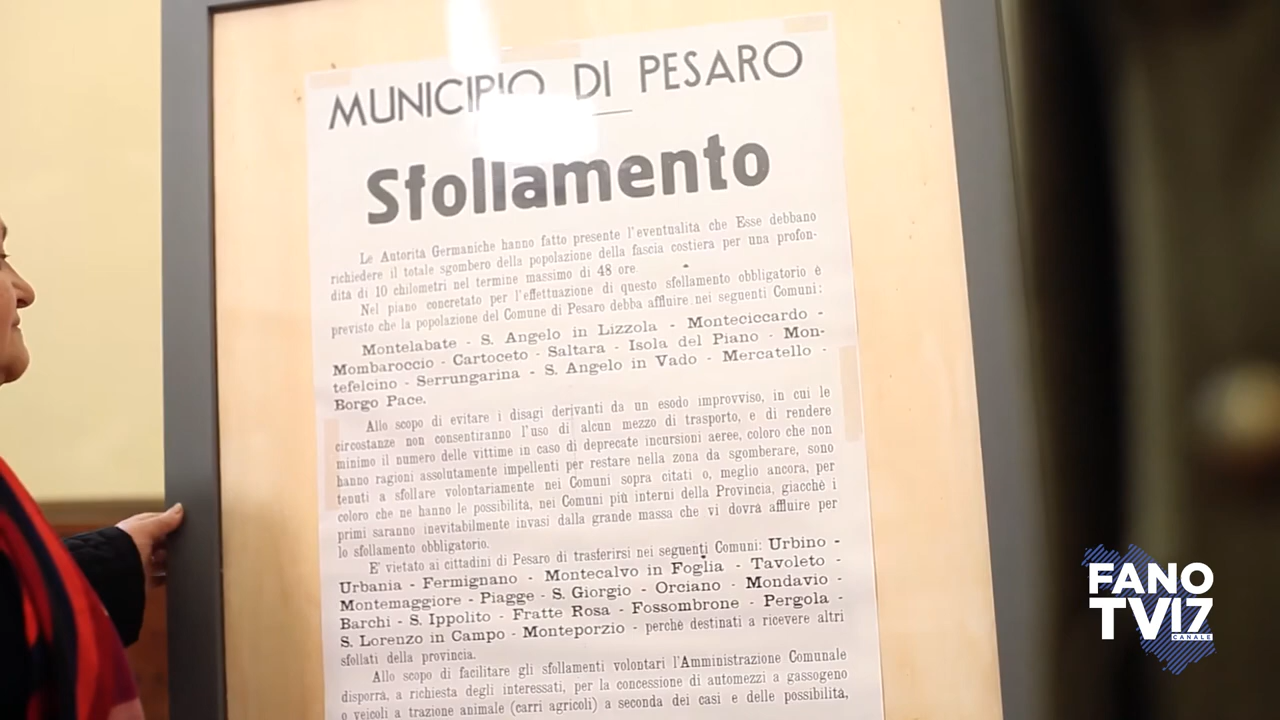 MUNICIPIO DI PESARO
Sfollamento
Le Autorità Germaniche hanno fatto presente l'eventualità che Esse debbano
richiedere il totale sgombero della popolazione della fascia costiera per una profon-
dità di 10 chilometri nel termine massimo di 48 ore
Nel piano concretato per l'effettuazione di questo sfollamento obbligatorio è
previsto che la popolazione del Comune di Pesaro debba affluire nei seguenti Comuni:
Montelabate - S. Angelo in Lizzola - Monteciccardo -
Mombaroccio - Cartoceto - Saltara - Isola del Piano - Mon-
tefelcino - Serrungarina - S. Angelo in Vado - Mercatello -
Borgo Pace.
Allo scopo di evitare i disagi derivanti da un esodo improvviso, in cui le
circostanze non consentiranno l'uso di alcun mezzo di trasporto, e di rendere
minimo il numero delle vittime in caso di deprecate incursioni aeree, coloro che non
hanno ragioni assolutamente impellenti per restare nella zona da sgomberare, sono
tenuti a sfollare volontariamente nei Comuni sopra citati o, meglio ancora, per
coloro che ne hanno le possibilità, nei Comuni più interni della Provincia, giacchè i
primi saranno inevitabilmente invasi dalla grande massa che vi dovrà affluire per
lo sfollamento obbligatorio.
E' vietato ai cittadini di Pesaro di trasferirsi nei seguenti Comuni: Urbino -
Urbania - Fermignano - Montecalvo in Foglia - Tavoleto -
Montemaggiore - Piagge - S. Giorgio - Orciano - Mondavio -
Barchi - S. Ippolito - Fratte Rosa - Fossombrone - Pergola -
S. Lorenzo in Campo - Monteporzio - perchè destinati a ricevere altri
sfollati della provincia.
Allo scopo di facilitare gli sfollamenti volontari l'Amministrazione Comunale
disporrà, a richiesta degli interessati, per la concessione di automezzi a gassogeno
o veicoli a trazione animale (carri agricoli) a seconda dei casi e delle possibilità,
FANO
TV17
CANALE